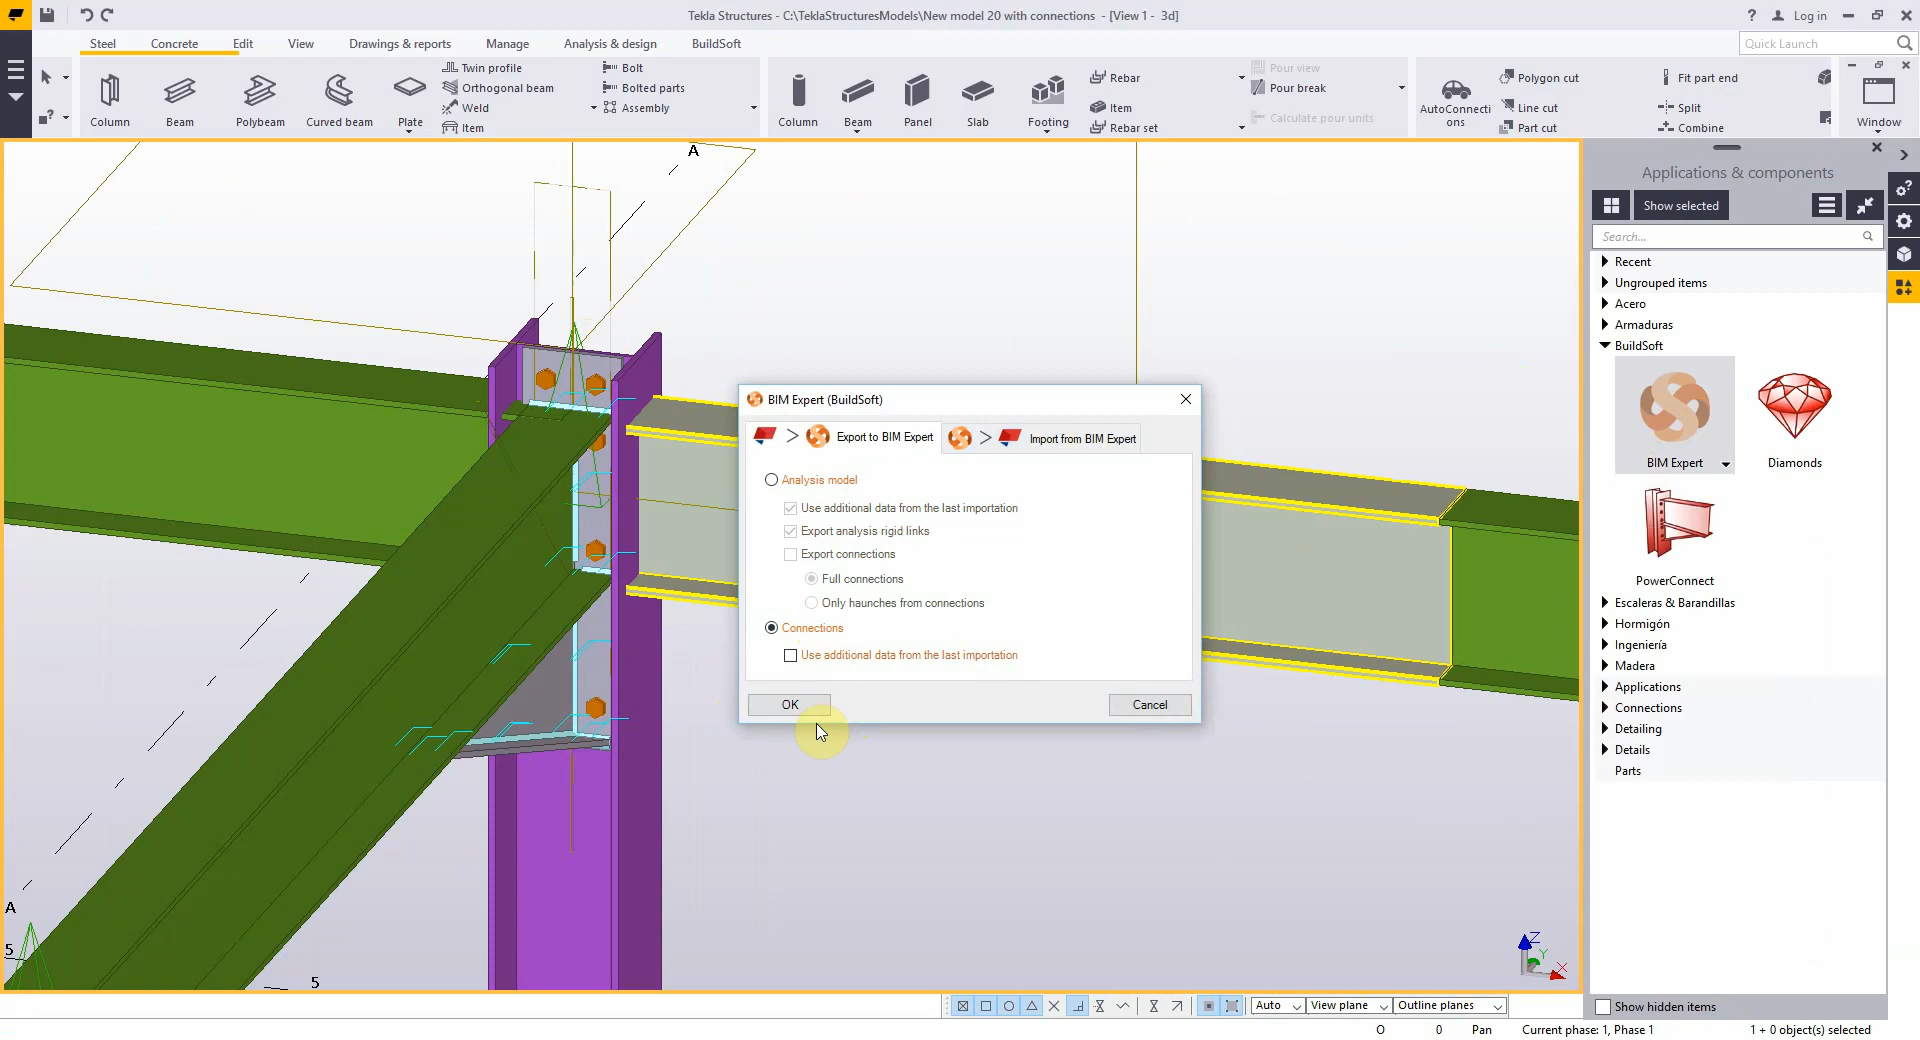 Tekla Structures - C:\TeklaStructuresModels\New model 20 with connections - [View 1 - 3d]
? Log in
Steel Concrete Edit View Drawings & reports Manage Analysis & design BuildSoft
Quick Launch
Column
Beam
Polybeam
Curved beam
Plate
Twin profile
Orthogonal beam
Weld
Item
Bolt
Bolted parts
Assembly
Column
Beam
Panel
Slab
Footing
Rebar
Item
Rebar set
Pour view
Pour break
Calculate pour units
AutoConnecti
ons
Polygon cut
Line cut
Part cut
Fit part end
Split
Combine
Window
A
A
5
5
BIM Expert (BuildSoft)
Export to BIM Expert
Import from BIM Expert
Analysis model
Use additional data from the last importation
Export analysis rigid links
Export connections
Full connections
Only haunches from connections
Connections
Use additional data from the last importation
OK
Cancel
Z
Y
X
Applications & components
Show selected
Search...
Recent
Ungrouped items
Acero
Armaduras
BuildSoft
BIM Expert
Diamonds
PowerConnect
Escaleras & Barandillas
Hormigón
Ingeniería
Madera
Applications
Connections
Detailing
Details
Parts
Show hidden items
Auto
View plane
Outline planes
O 0 Pan Current phase: 1, Phase 1 1 + 0 object(s) selected